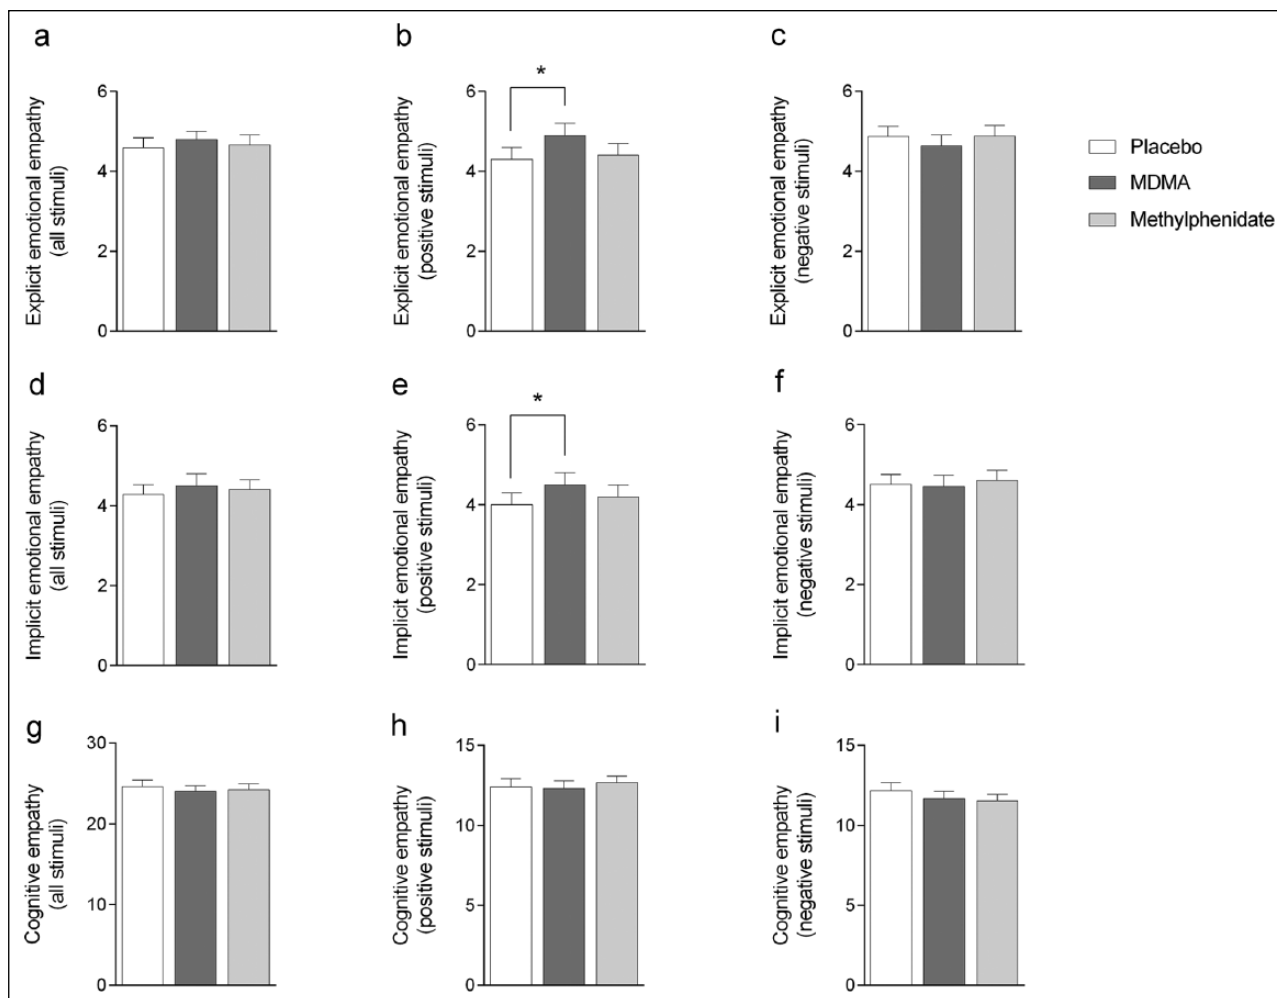 a
Explicit emotional empathy
(all stimuli)
6
4
2
0
b
Explicit emotional empathy
(positive stimuli)
6
4
2
0
*
c
Explicit emotional empathy
(negative stimuli)
6
4
2
0
Placebo
MDMA
Methylphenidate
d
Implicit emotional empathy
(all stimuli)
6
4
2
0
e
Implicit emotional empathy
(positive stimuli)
6
4
2
0
*
f
Implicit emotional empathy
(negative stimuli)
6
4
2
0
g
Cognitive empathy
(all stimuli)
30
20
10
0
h
Cognitive empathy
(positive stimuli)
15
10
5
0
i
Cognitive empathy
(negative stimuli)
15
10
5
0